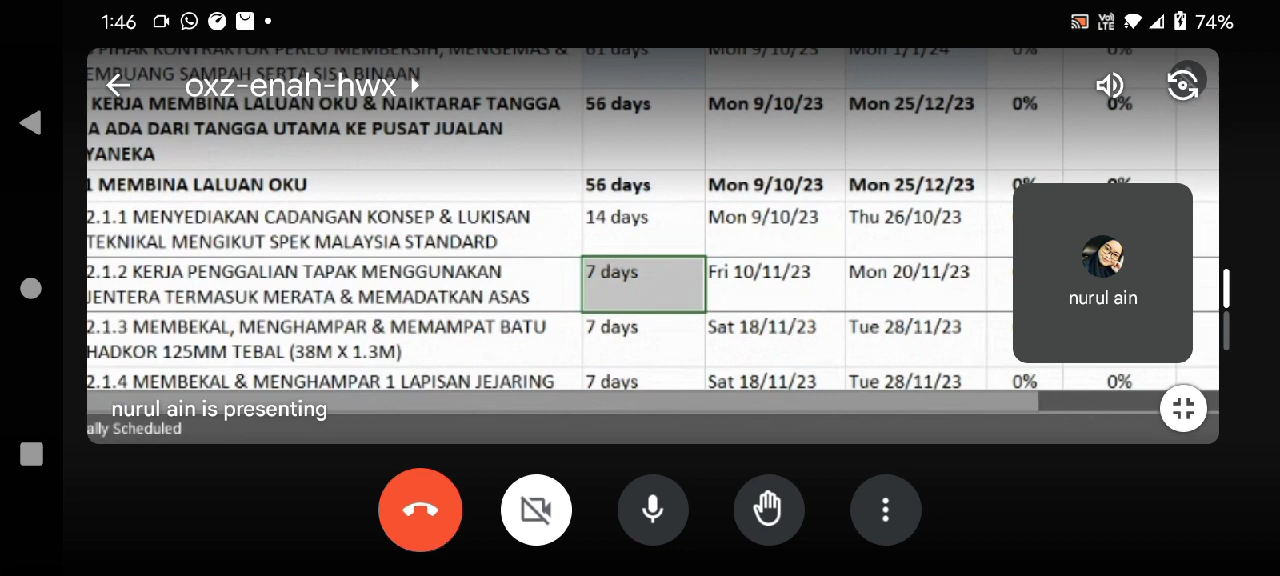 1:46
Vo) LTE 74%
PIHAK KONTRAKTOR PERLU MEMBERSIH, MENGEMAS & 61 days Mon 9/10/23 Mon 1/1/24 0% 0%
EMBUANG SAMPAH SERTA SISA BINAAN
oxz-enah-hwx
KERJA MEMBINA LALUAN OKU & NAIKTARAF TANGGA 56 days Mon 9/10/23 Mon 25/12/23 0% 0%
A ADA DARI TANGGA UTAMA KE PUSAT JUALAN
YANEKA
1 MEMBINA LALUAN OKU 56 days Mon 9/10/23 Mon 25/12/23 0% 0%
2.1.1 MENYEDIAKAN CADANGAN KONSEP & LUKISAN 14 days Mon 9/10/23 Thu 26/10/23
TEKNIKAL MENGIKUT SPEK MALAYSIA STANDARD
2.1.2 KERJA PENGGALIAN TAPAK MENGGUNAKAN 7 days Fri 10/11/23 Mon 20/11/23
JENTERA TERMASUK MERATA & MEMADATKAN ASAS
nurul ain
2.1.3 MEMBEKAL, MENGHAMPAR & MEMAMPAT BATU 7 days Sat 18/11/23 Tue 28/11/23
HADKOR 125MM TEBAL (38M X 1.3M)
2.1.4 MEMBEKAL & MENGHAMPAR 1 LAPISAN JEJARING 7 days Sat 18/11/23 Tue 28/11/23 0% 0%
nurul ain is presenting
ally Scheduled